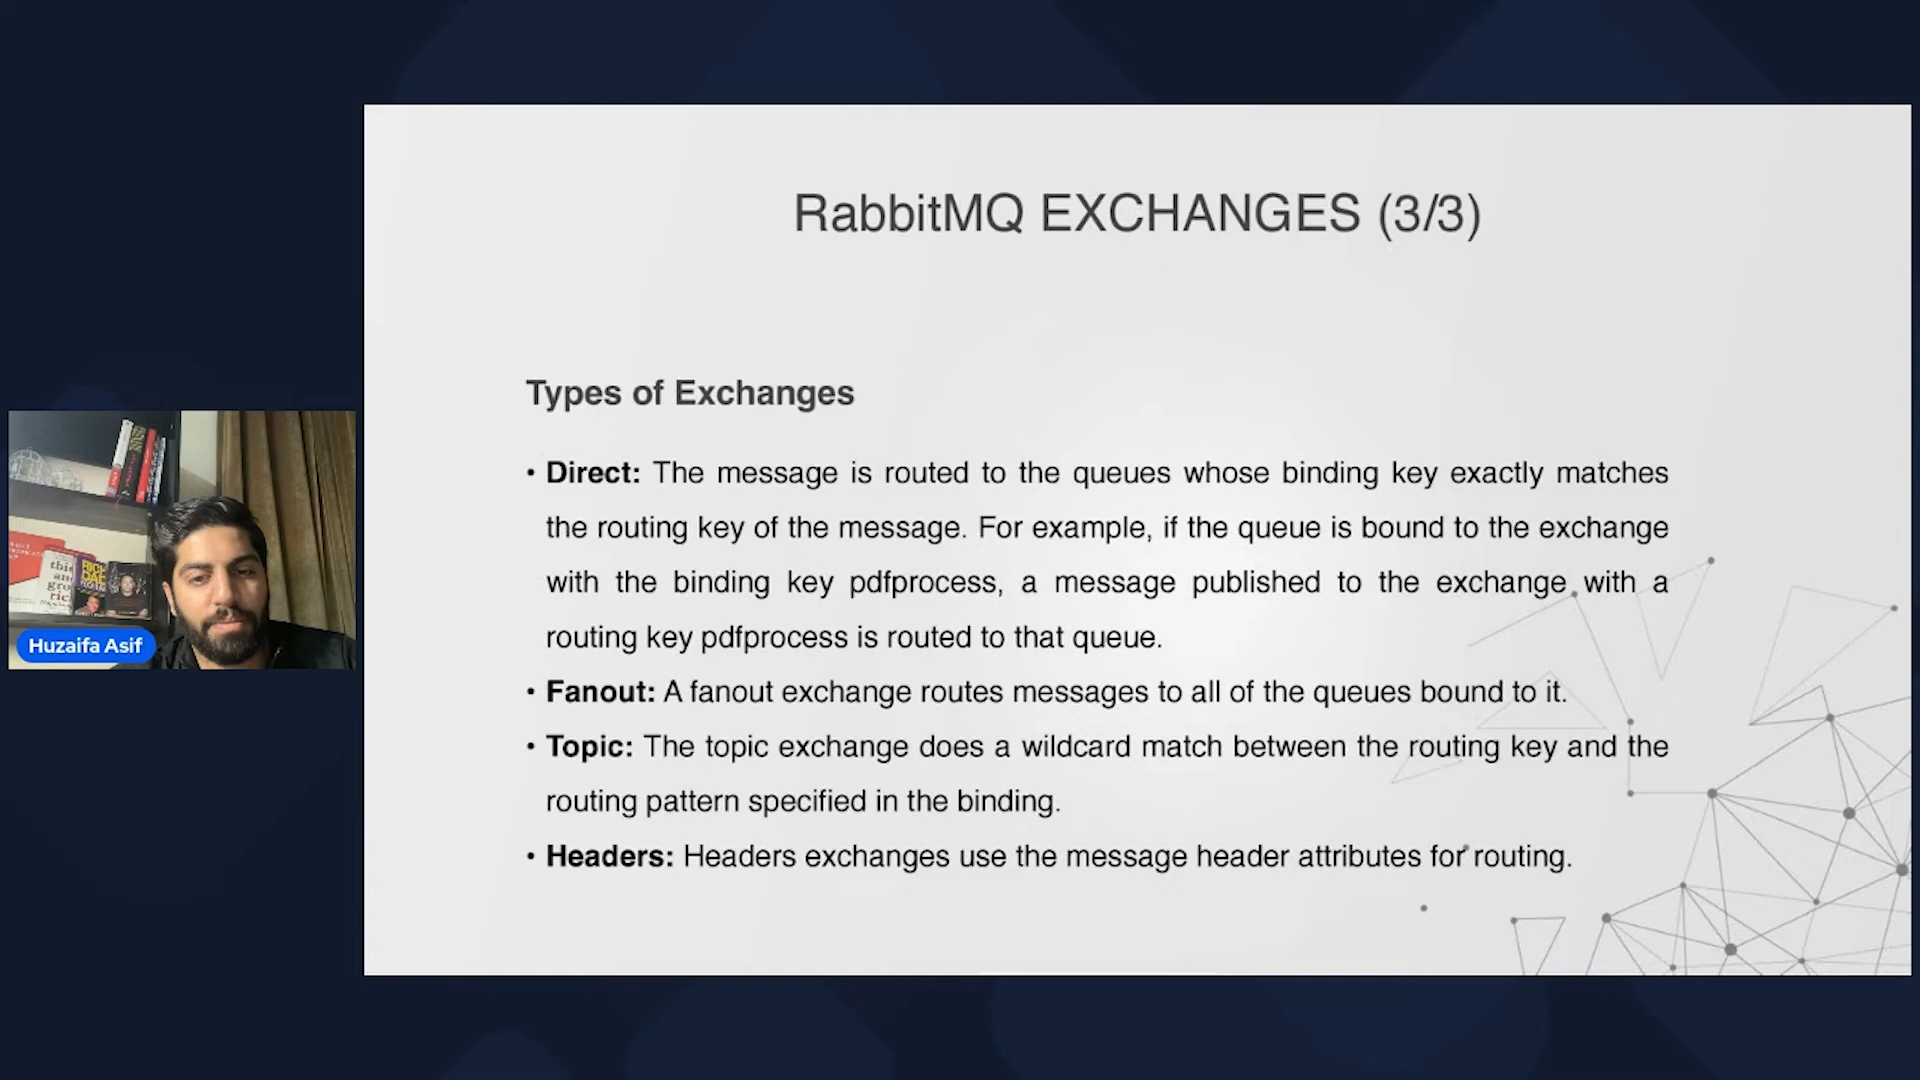 RabbitMQ EXCHANGES (3/3)
Types of Exchanges
• Direct: The message is routed to the queues whose binding key exactly matches
the routing key of the message. For example, if the queue is bound to the exchange
with the binding key pdfprocess, a message published to the exchange with a
routing key pdfprocess is routed to that queue.
• Fanout: A fanout exchange routes messages to all of the queues bound to it.
• Topic: The topic exchange does a wildcard match between the routing key and the
routing pattern specified in the binding.
• Headers: Headers exchanges use the message header attributes for routing.
RICH
DAD
Huzaifa Asif